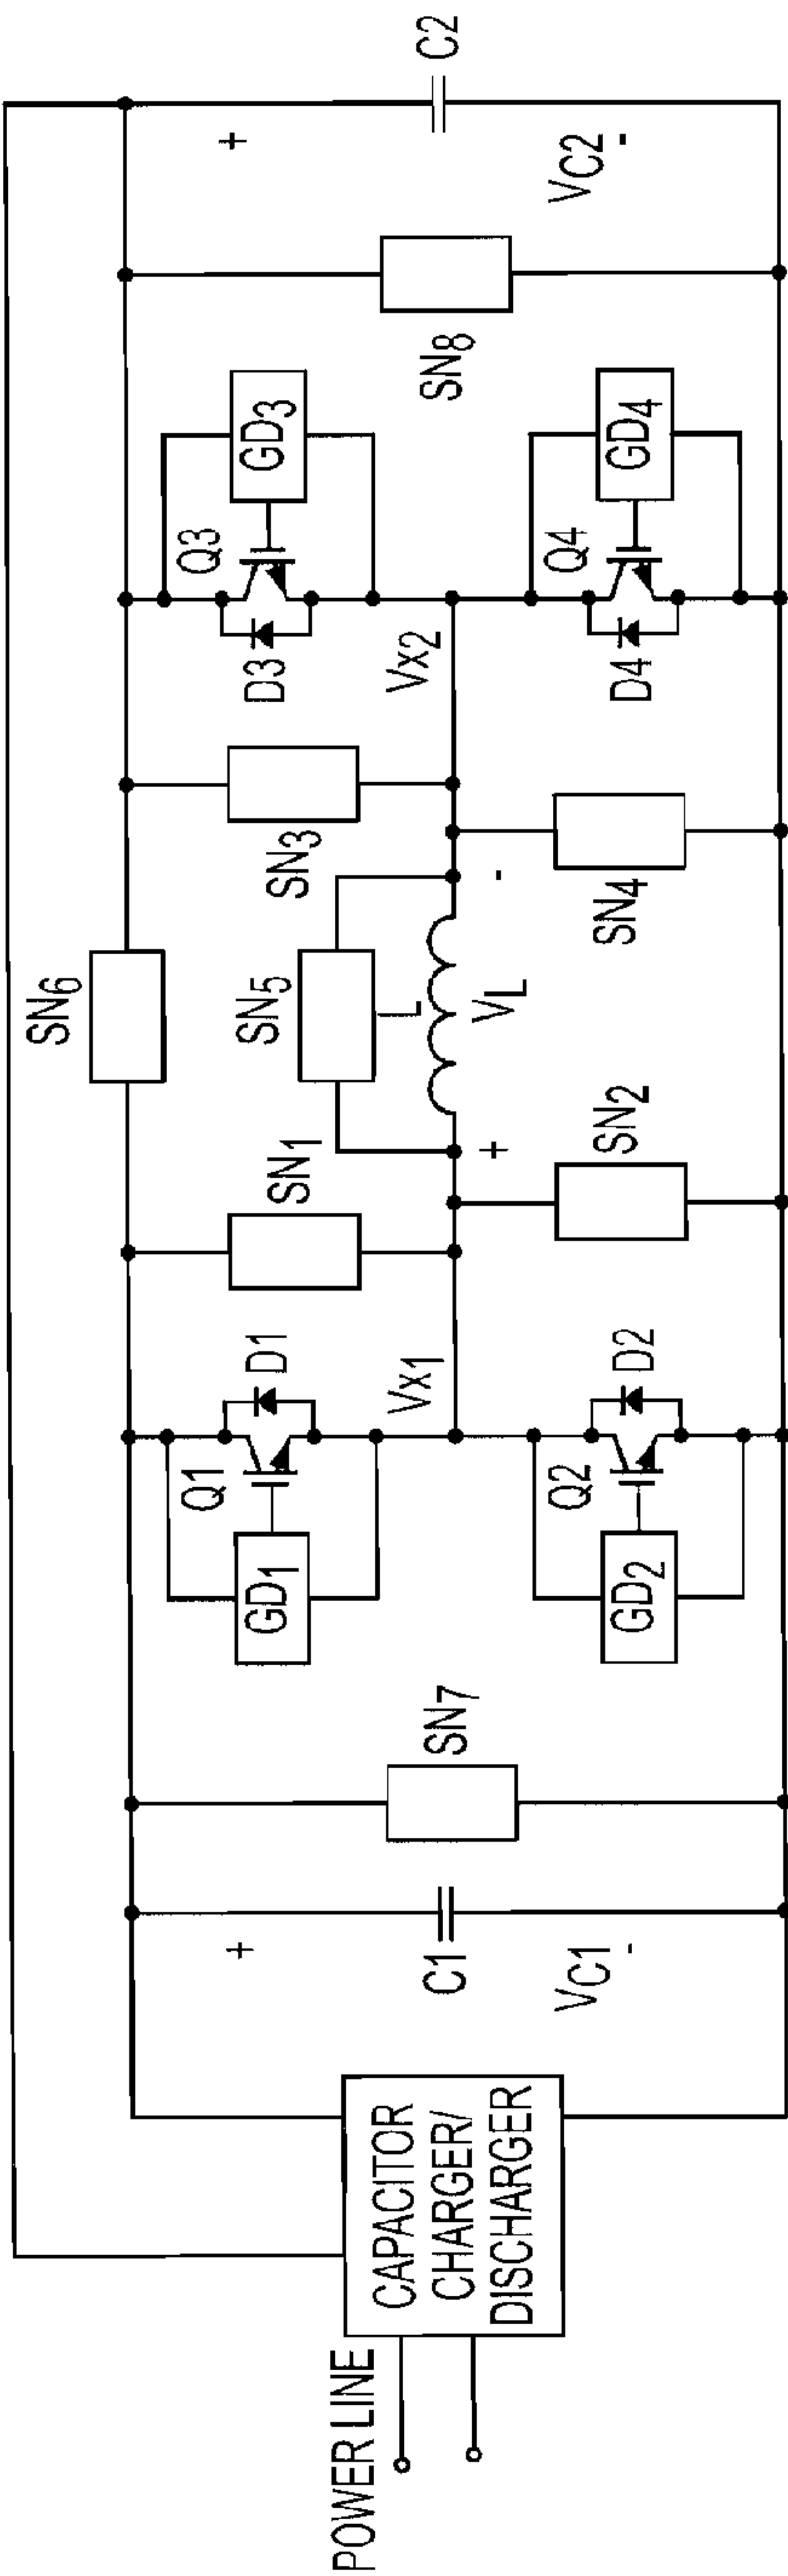 POWER LINE
CAPACITOR
CHARGER/
DISCHARGER
+
C1
VC1
-
SN7
GD1
Q1
D1
GD2
Q2
D2
Vx1
SN1
SN2
+
SN6
SN5
L
VL
-
SN3
SN4
Vx2
D3
Q3
GD3
D4
Q4
GD4
SN8
+
VC2
-
C2